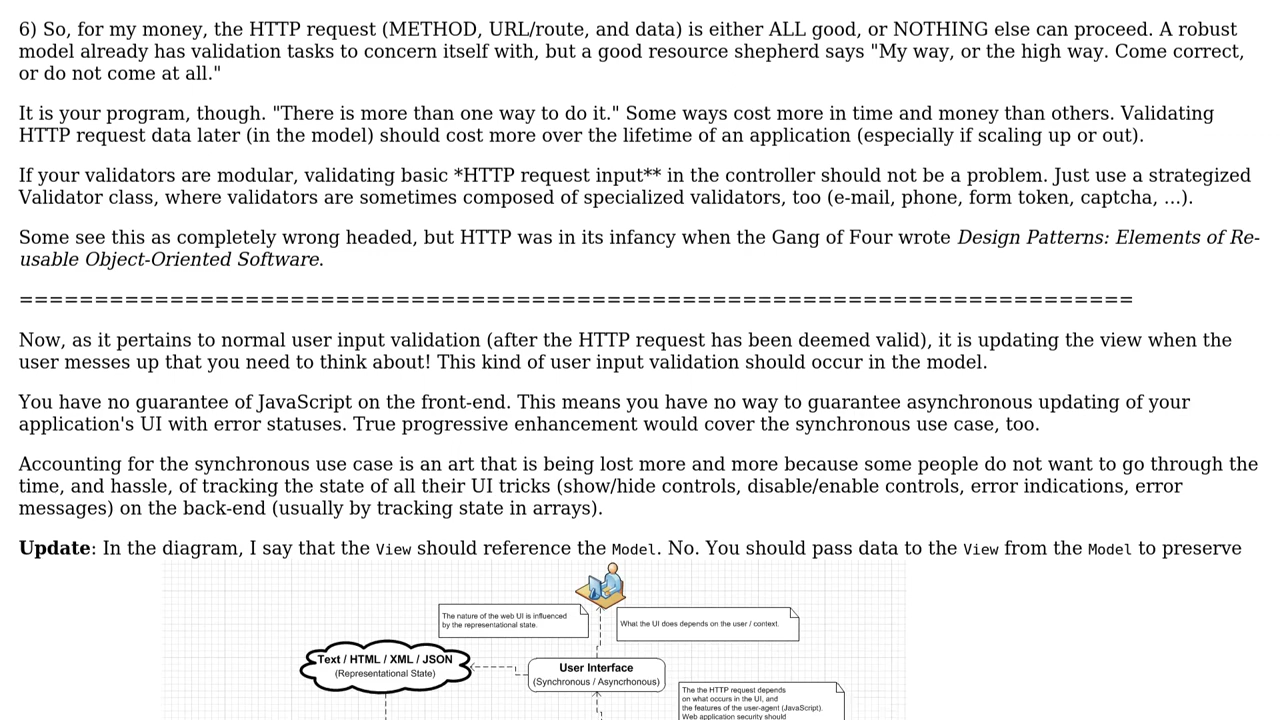 6) So, for my money, the HTTP request (METHOD, URL/route, and data) is either ALL good, or NOTHING else can proceed. A robust
model already has validation tasks to concern itself with, but a good resource shepherd says "My way, or the high way. Come correct,
or do not come at all."
It is your program, though. "There is more than one way to do it." Some ways cost more in time and money than others. Validating
HTTP request data later (in the model) should cost more over the lifetime of an application (especially if scaling up or out).
If your validators are modular, validating basic *HTTP request input** in the controller should not be a problem. Just use a strategized
Validator class, where validators are sometimes composed of specialized validators, too (e-mail, phone, form token, captcha, ...).
Some see this as completely wrong headed, but HTTP was in its infancy when the Gang of Four wrote Design Patterns: Elements of Re-
usable Object-Oriented Software.
==========================================================================
Now, as it pertains to normal user input validation (after the HTTP request has been deemed valid), it is updating the view when the
user messes up that you need to think about! This kind of user input validation should occur in the model.
You have no guarantee of JavaScript on the front-end. This means you have no way to guarantee asynchronous updating of your
application's UI with error statuses. True progressive enhancement would cover the synchronous use case, too.
Accounting for the synchronous use case is an art that is being lost more and more because some people do not want to go through the
time, and hassle, of tracking the state of all their UI tricks (show/hide controls, disable/enable controls, error indications, error
messages) on the back-end (usually by tracking state in arrays).
Update: In the diagram, I say that the View should reference the Model. No. You should pass data to the View from the Model to preserve
The nature of the web UI is influenced
by the representational state.
What the UI does depends on the user / context.
Text / HTML / XML / JSON
(Representational State)
User Interface
(Synchronous / Asyncrhonous)
The the HTTP request depends
on what occurs in the UI, and
the features of the user-agent (JavaScript).
Web application security should